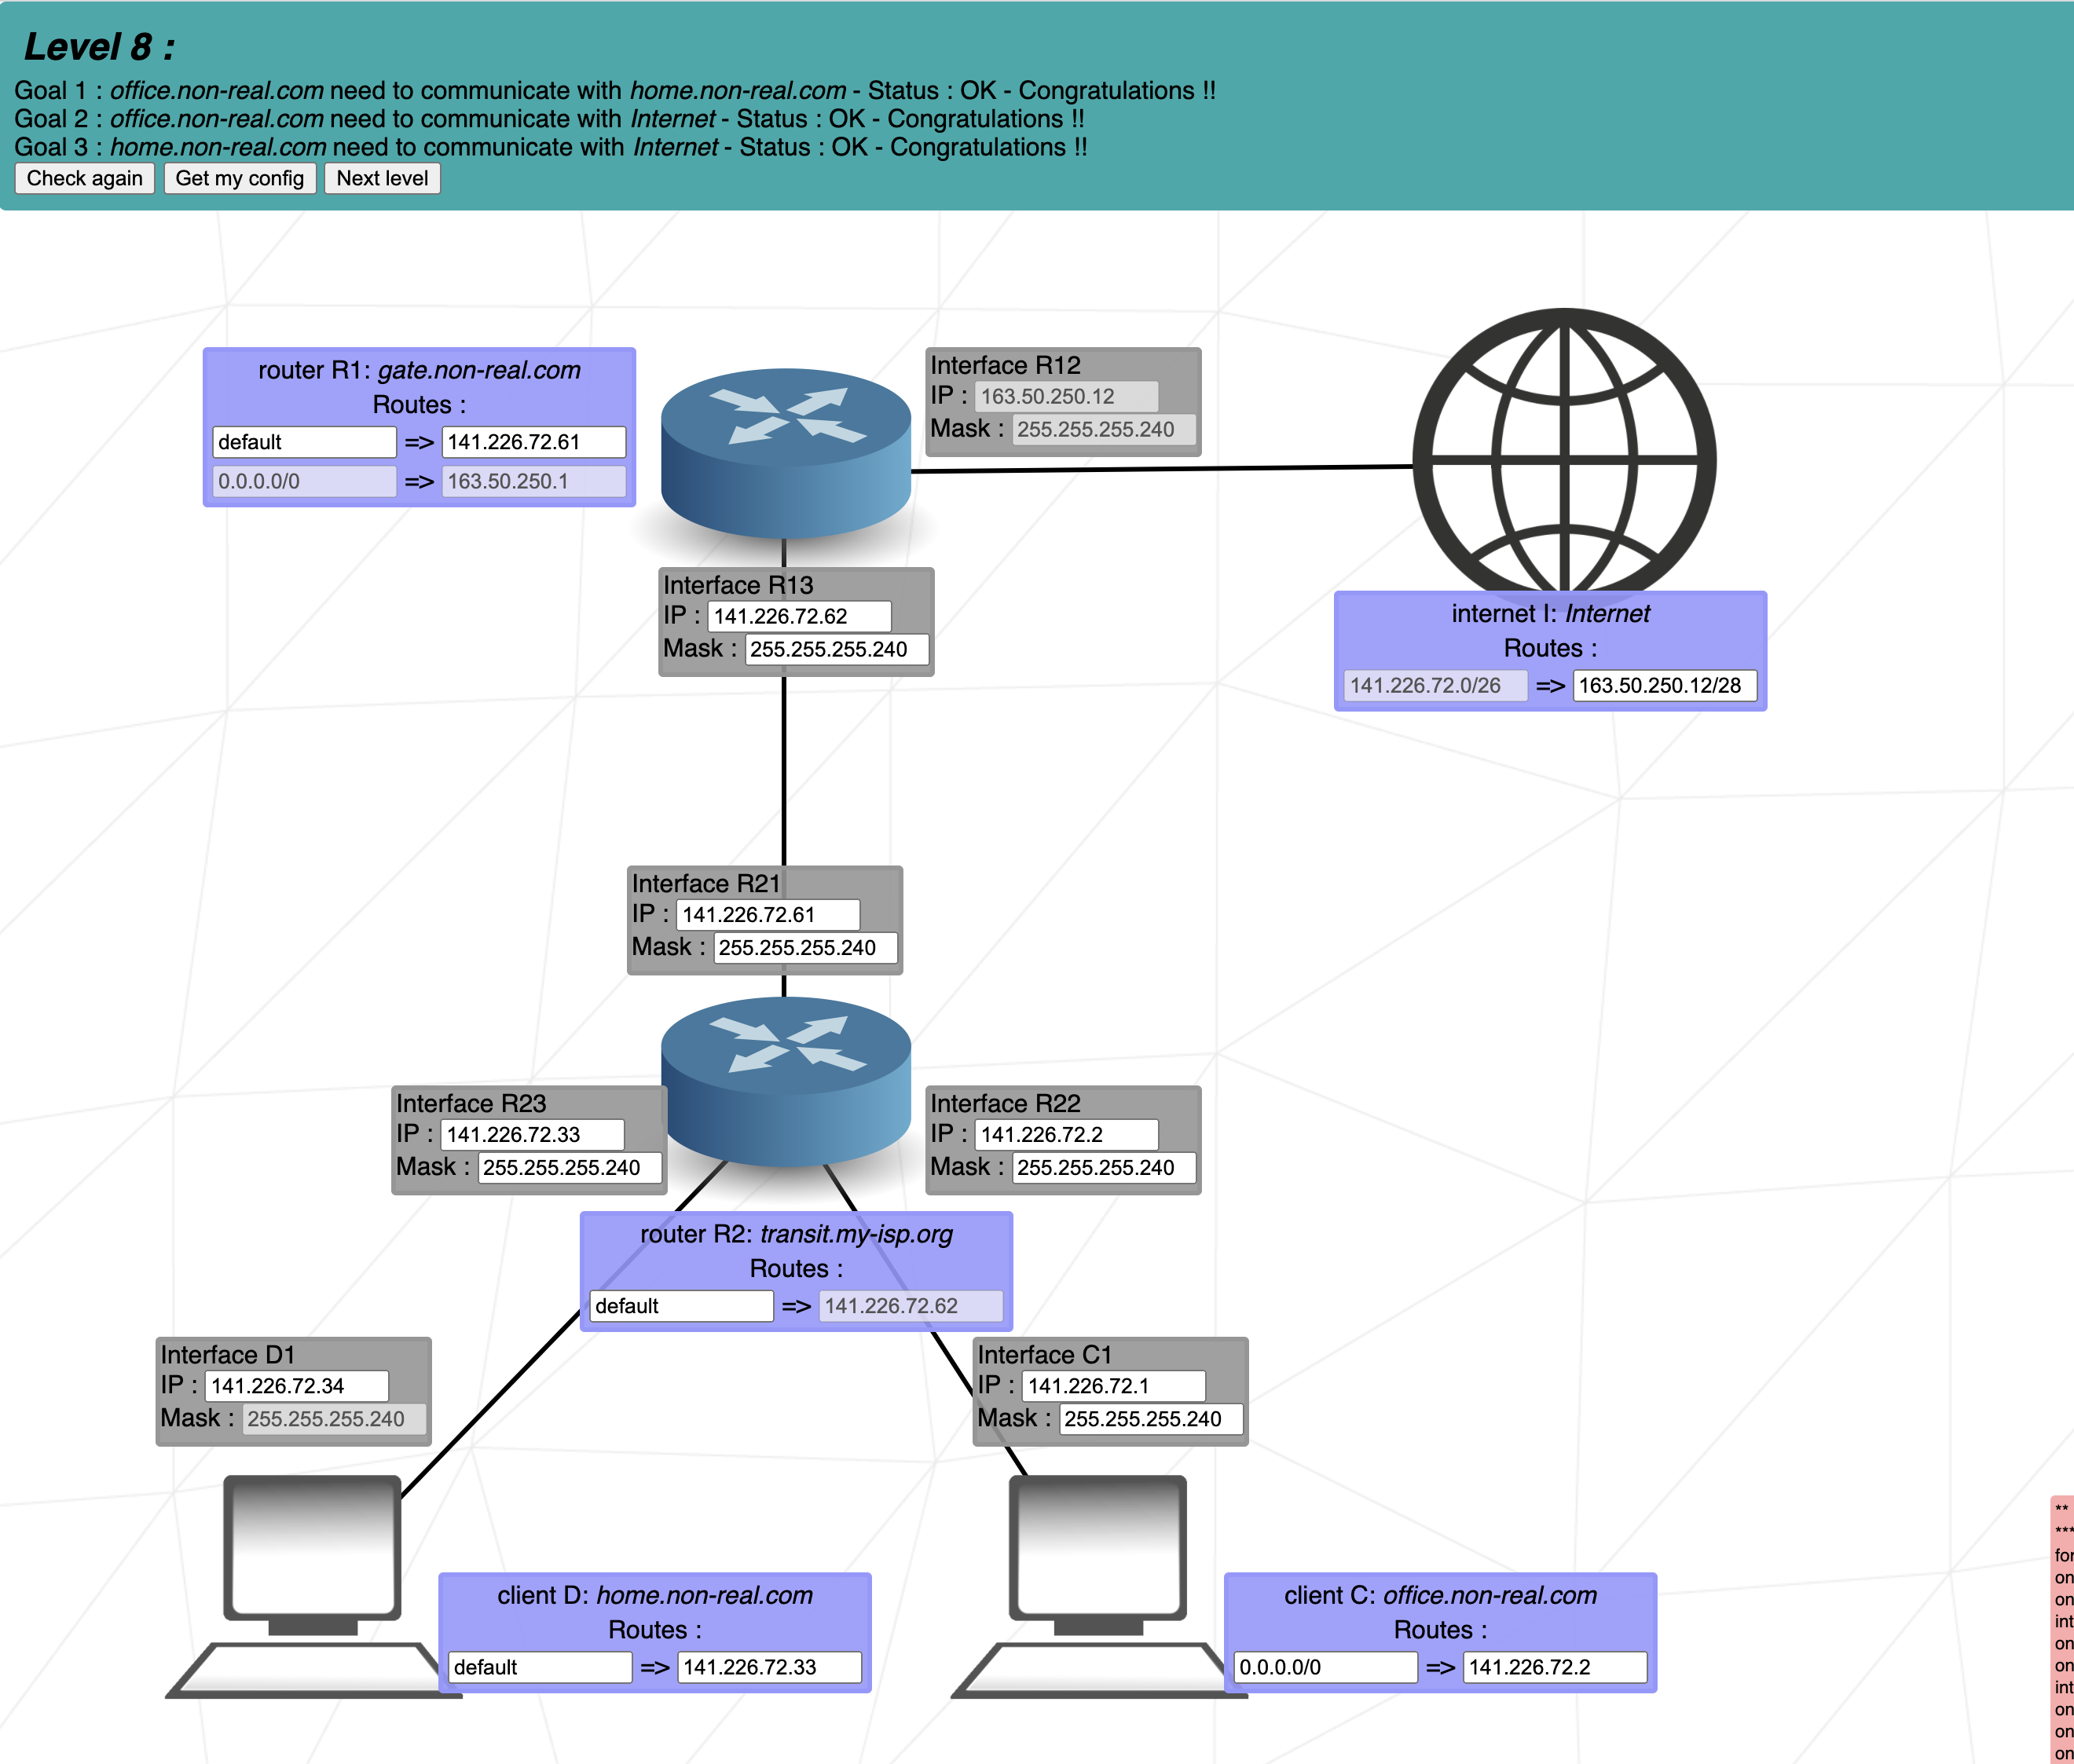 Level 8 :
Goal 1 : office.non-real.com need to communicate with home.non-real.com - Status : OK - Congratulations !!
Goal 2 : office.non-real.com need to communicate with Internet - Status : OK - Congratulations !!
Goal 3 : home.non-real.com need to communicate with Internet - Status : OK - Congratulations !!
Check again Get my config Next level
router R1: gate.non-real.com
Routes :
default => 141.226.72.61
0.0.0.0/0 => 163.50.250.1
Interface R12
IP : 163.50.250.12
Mask : 255.255.255.240
Interface R13
IP : 141.226.72.62
Mask : 255.255.255.240
internet I: Internet
Routes :
141.226.72.0/26 => 163.50.250.12/28
Interface R21
IP : 141.226.72.61
Mask : 255.255.255.240
Interface R23
IP : 141.226.72.33
Mask : 255.255.255.240
Interface R22
IP : 141.226.72.2
Mask : 255.255.255.240
router R2: transit.my-isp.org
Routes :
default => 141.226.72.62
Interface D1
IP : 141.226.72.34
Mask : 255.255.255.240
Interface C1
IP : 141.226.72.1
Mask : 255.255.255.240
client D: home.non-real.com
Routes :
default => 141.226.72.33
client C: office.non-real.com
Routes :
0.0.0.0/0 => 141.226.72.2
**
***